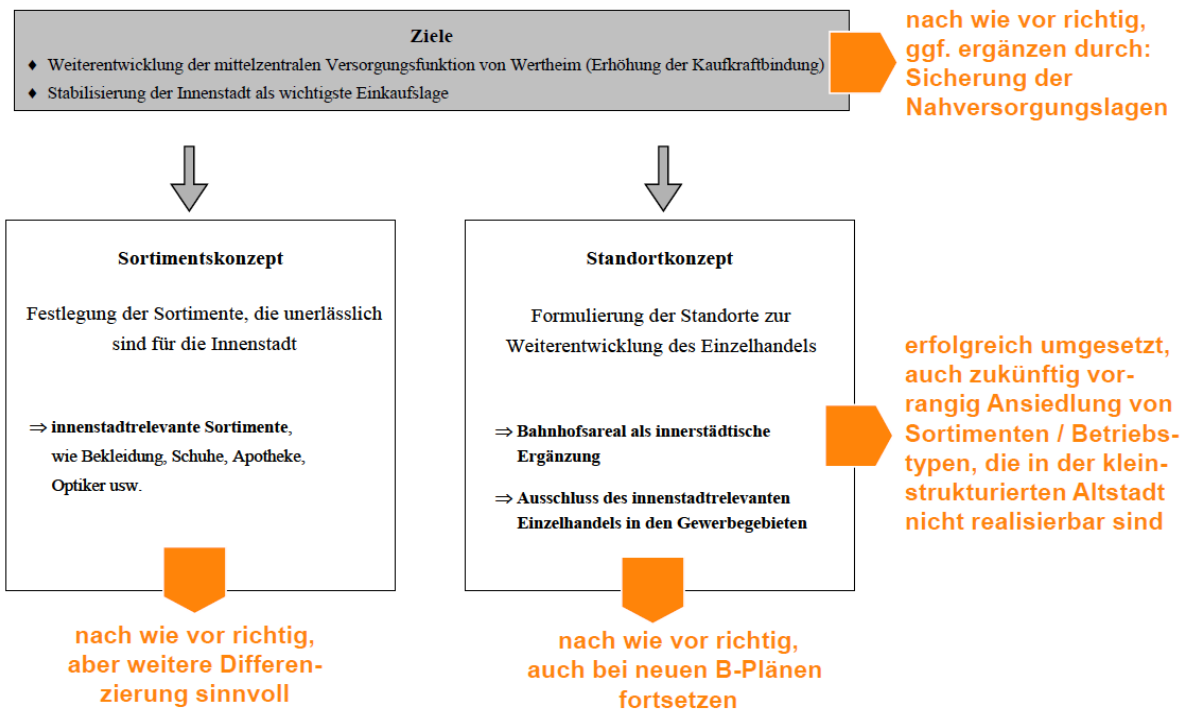 Ziele
♦ Weiterentwicklung der mittelzentralen Versorgungsfunktion von Wertheim (Erhöhung der Kaufkraftbindung)
♦ Stabilisierung der Innenstadt als wichtigste Einkaufslage
nach wie vor richtig,
ggf. ergänzen durch:
Sicherung der
Nahversorgungslagen
Sortimentskonzept
Festlegung der Sortimente, die unerlässlich
sind für die Innenstadt
⇒ innenstadtrelevante Sortimente,
wie Bekleidung, Schuhe, Apotheke,
Optiker usw.
nach wie vor richtig,
aber weitere Differen-
zierung sinnvoll
Standortkonzept
Formulierung der Standorte zur
Weiterentwicklung des Einzelhandels
⇒ Bahnhofsareal als innerstädtische
Ergänzung
⇒ Ausschluss des innenstadtrelevanten
Einzelhandels in den Gewerbegebieten
erfolgreich umgesetzt,
auch zukünftig vor-
rangig Ansiedlung von
Sortimenten / Betriebs-
typen, die in der klein-
strukturierten Altstadt
nicht realisierbar sind
nach wie vor richtig,
auch bei neuen B-Plänen
fortsetzen